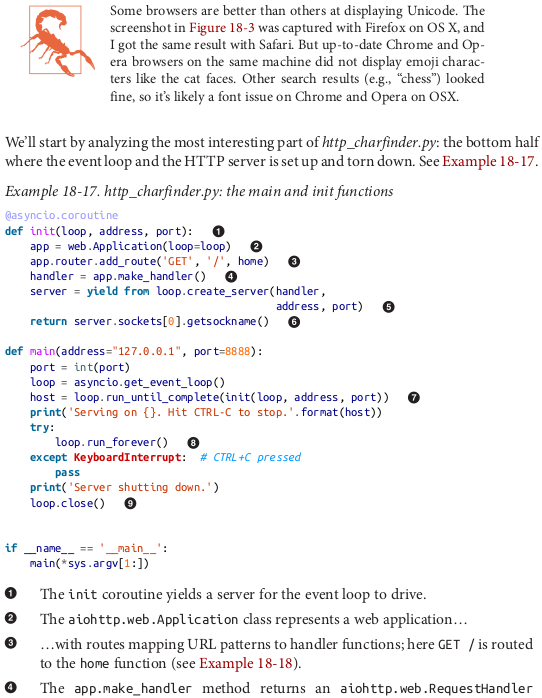 Some browsers are better than others at displaying Unicode. The
screenshot in Figure 18-3 was captured with Firefox on OS X, and
I got the same result with Safari. But up-to-date Chrome and Op-
era browsers on the same machine did not display emoji charac-
ters like the cat faces. Other search results (e.g., “chess”) looked
fine, so it’s likely a font issue on Chrome and Opera on OSX.
We’ll start by analyzing the most interesting part of http_charfinder.py: the bottom half
where the event loop and the HTTP server is set up and torn down. See Example 18-17.
Example 18-17. http_charfinder.py: the main and init functions
@asyncio.coroutine
def init(loop, address, port): ❶
    app = web.Application(loop=loop) ❷
    app.router.add_route('GET', '/', home) ❸
    handler = app.make_handler() ❹
    server = yield from loop.create_server(handler,
                                           address, port) ❺
    return server.sockets[0].getsockname() ❻
def main(address="127.0.0.1", port=8888):
    port = int(port)
    loop = asyncio.get_event_loop()
    host = loop.run_until_complete(init(loop, address, port)) ❼
    print('Serving on {}. Hit CTRL-C to stop.'.format(host))
    try:
        loop.run_forever() ❽
    except KeyboardInterrupt: # CTRL+C pressed
        pass
    print('Server shutting down.')
    loop.close() ❾
if __name__ == '__main__':
    main(*sys.argv[1:])
❶ The init coroutine yields a server for the event loop to drive.
❷ The aiohttp.web.Application class represents a web application…
❸ …with routes mapping URL patterns to handler functions; here GET / is routed
to the home function (see Example 18-18).
❹ The app.make_handler method returns an aiohttp.web.RequestHandler